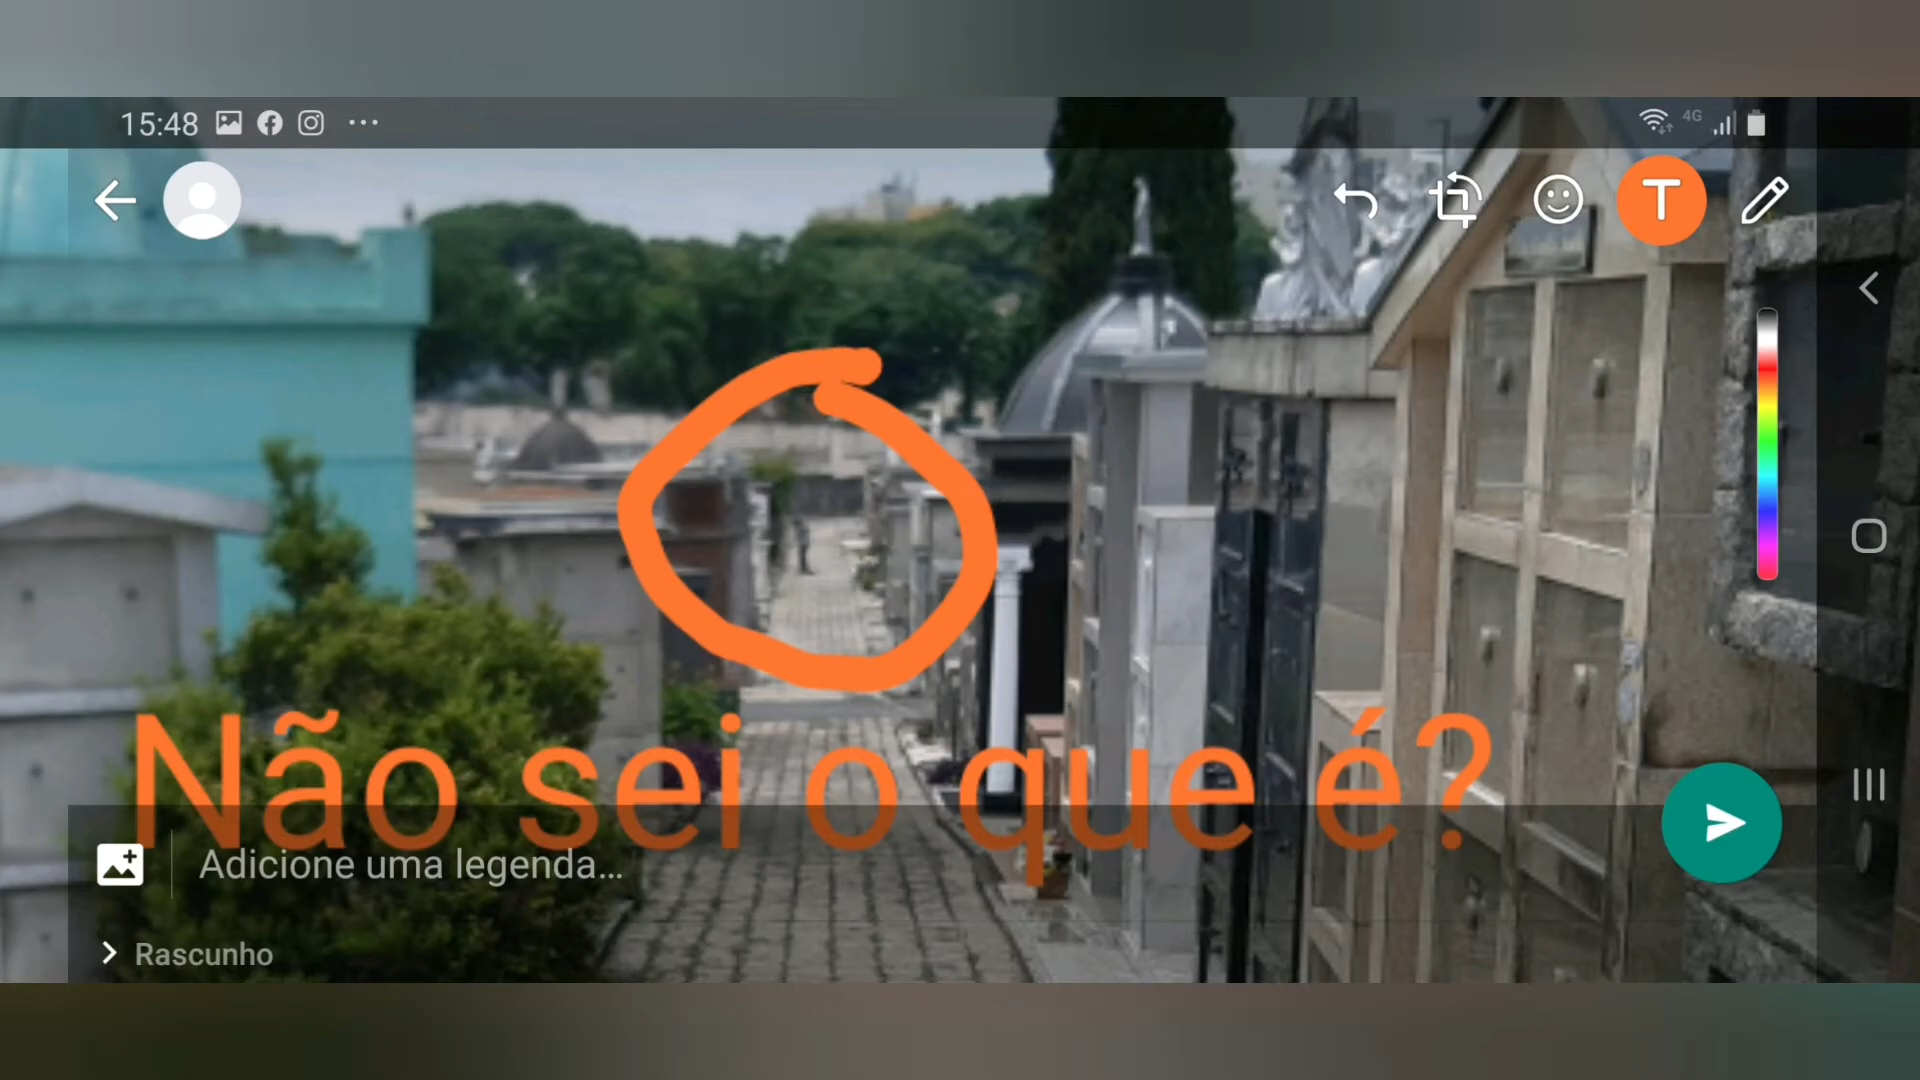 15:48
4G
T
Não sei o que é?
Adicione uma legenda...
Rascunho